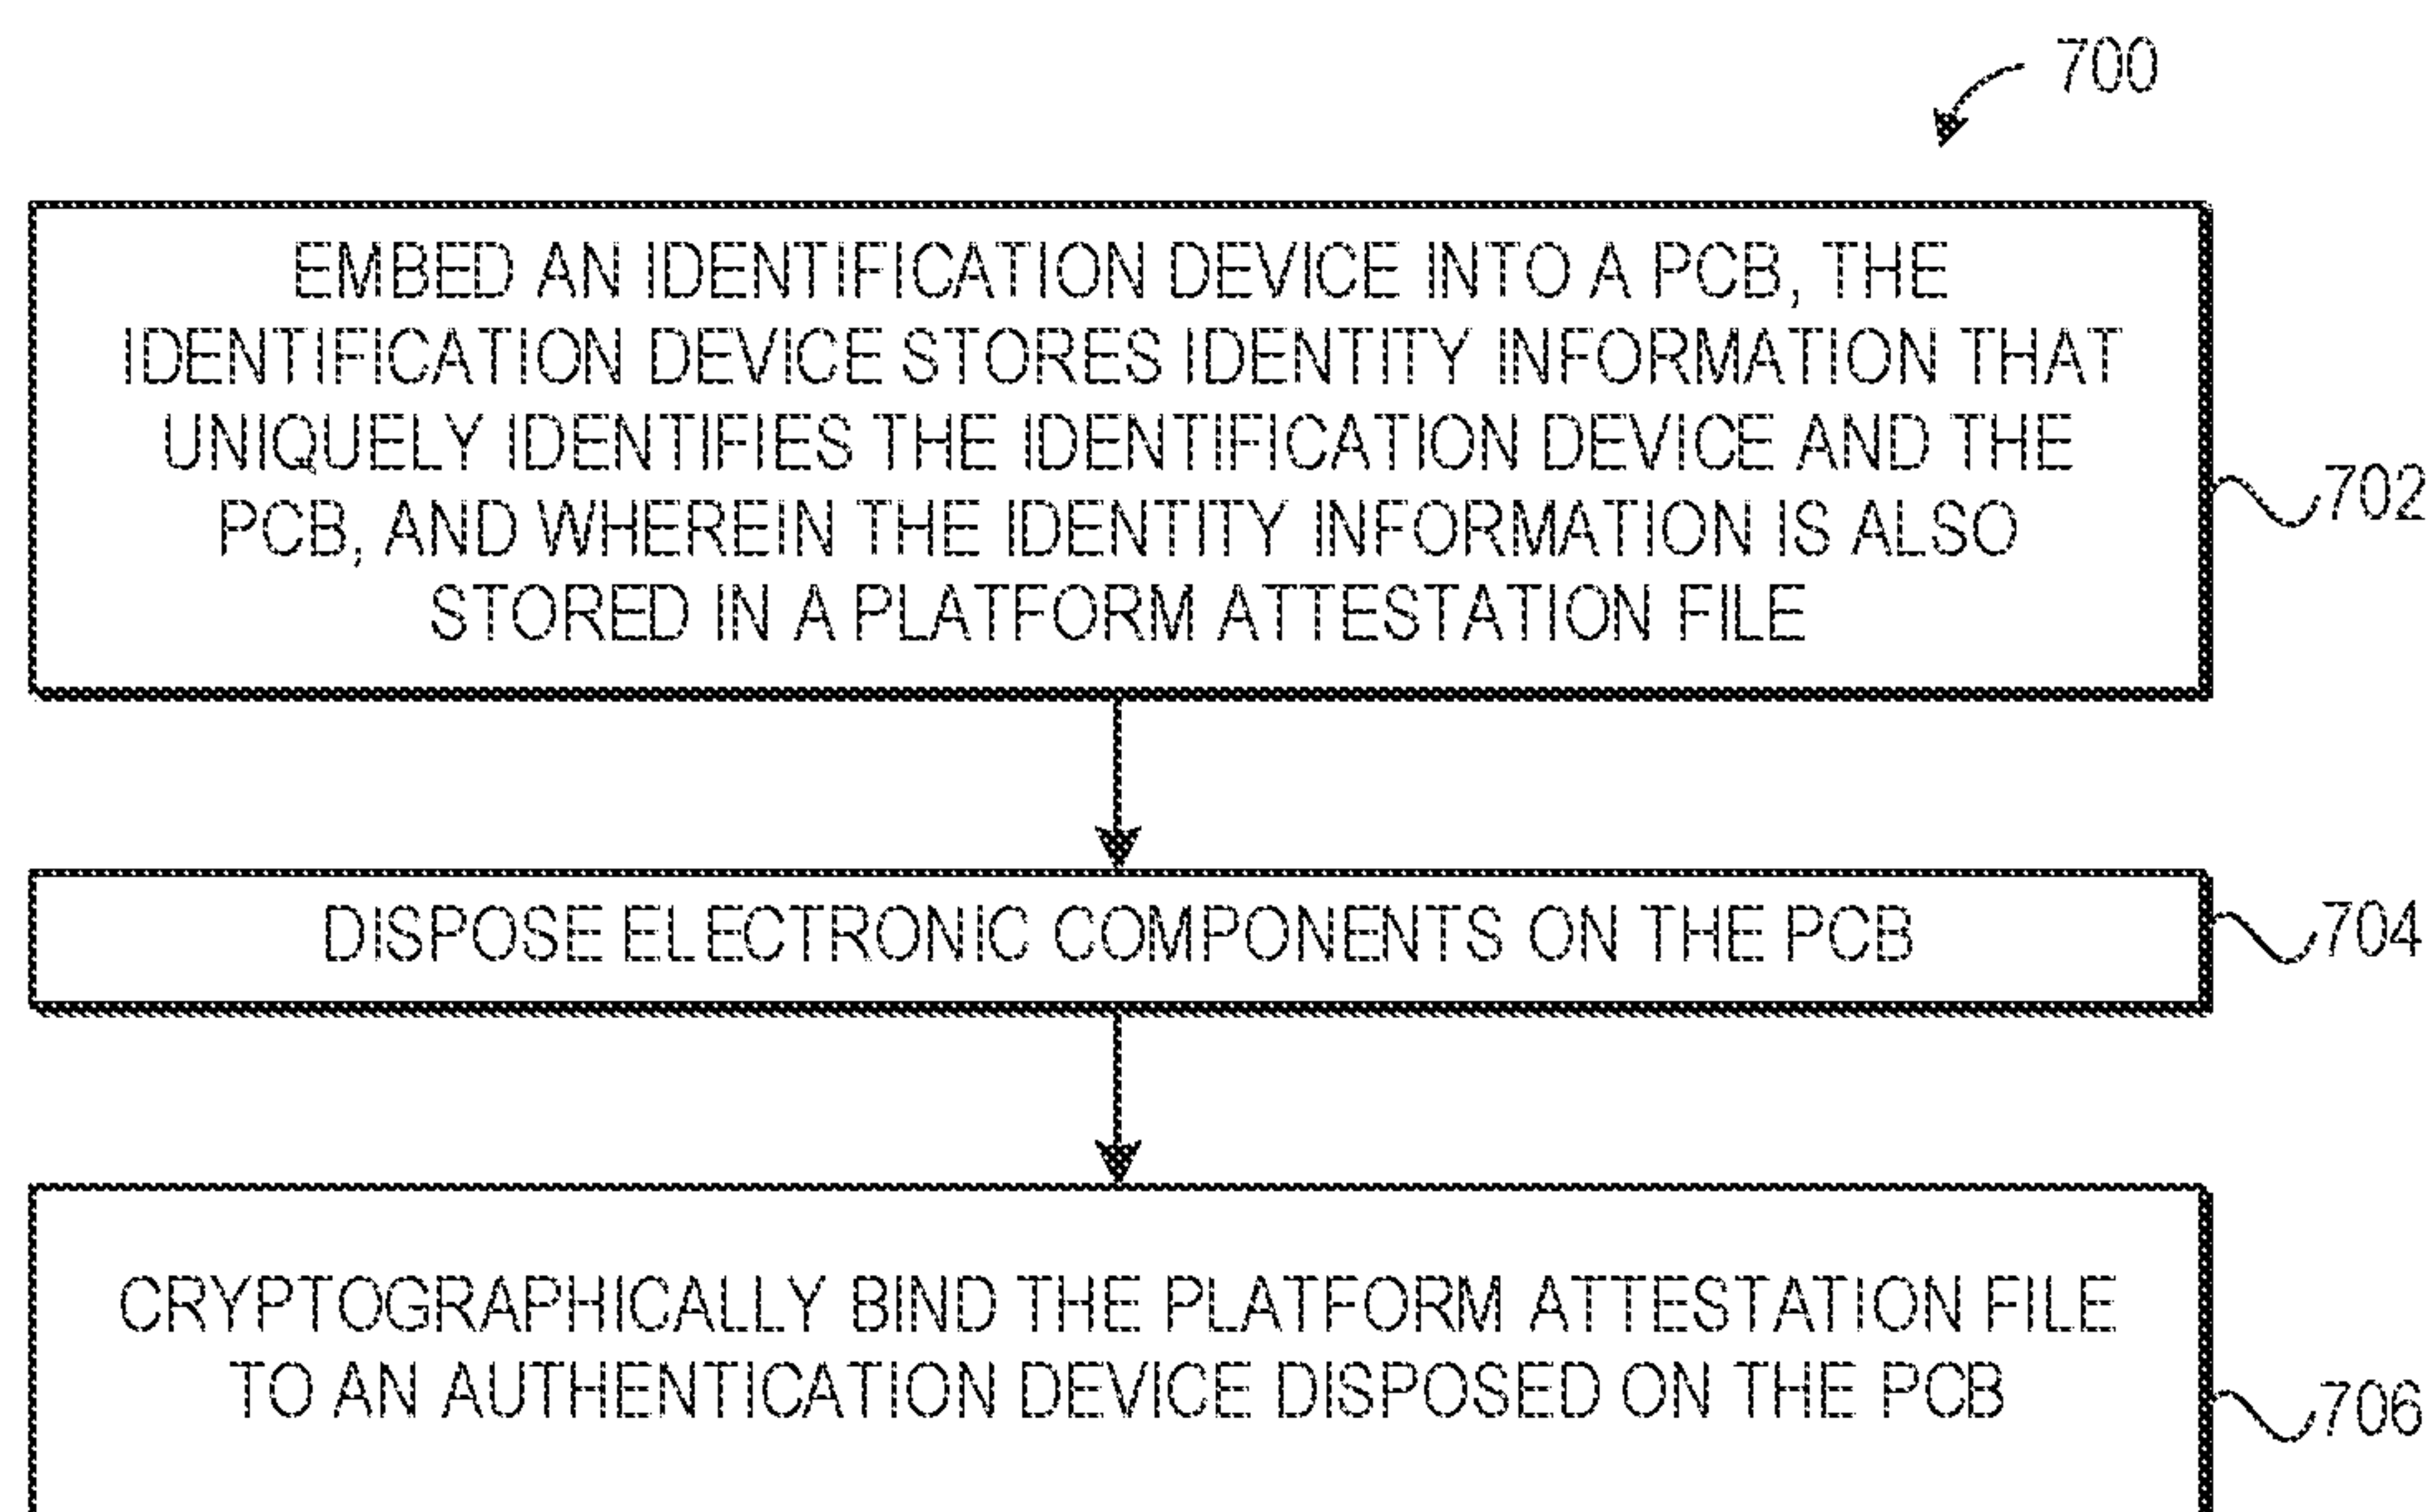 700
EMBED AN IDENTIFICATION DEVICE INTO A PCB, THE
IDENTIFICATION DEVICE STORES IDENTITY INFORMATION THAT
UNIQUELY IDENTIFIES THE IDENTIFICATION DEVICE AND THE
PCB, AND WHEREIN THE IDENTITY INFORMATION IS ALSO
STORED IN A PLATFORM ATTESTATION FILE
702
DISPOSE ELECTRONIC COMPONENTS ON THE PCB
704
CRYPTOGRAPHICALLY BIND THE PLATFORM ATTESTATION FILE
TO AN AUTHENTICATION DEVICE DISPOSED ON THE PCB
706